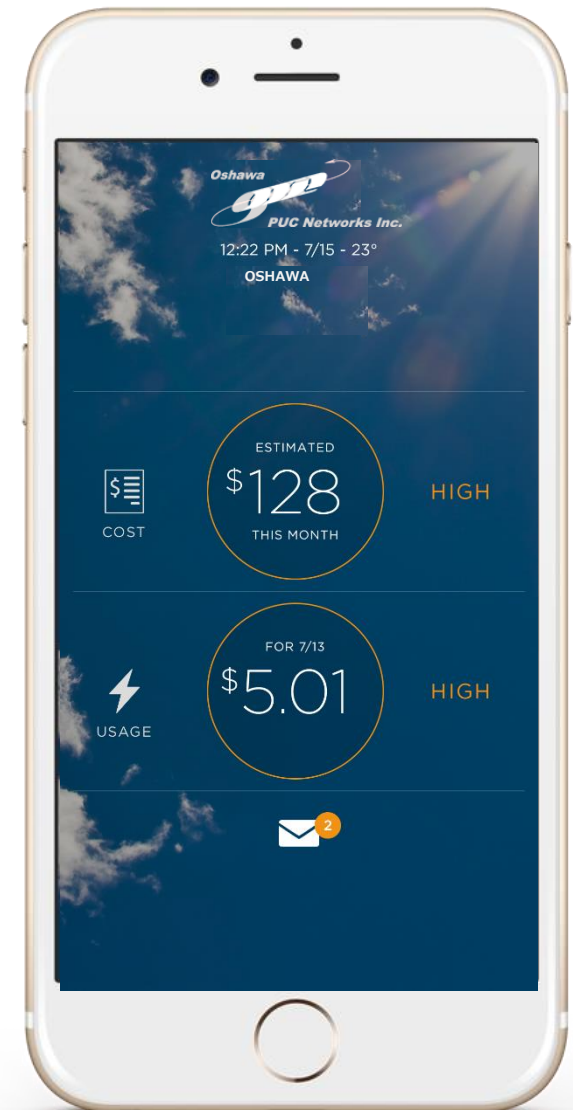 Oshawa
PUC Networks Inc.
12:22 PM - 7/15 - 23°
OSHAWA
ESTIMATED
$128
THIS MONTH
COST
HIGH
FOR 7/13
$5.01
USAGE
HIGH
2